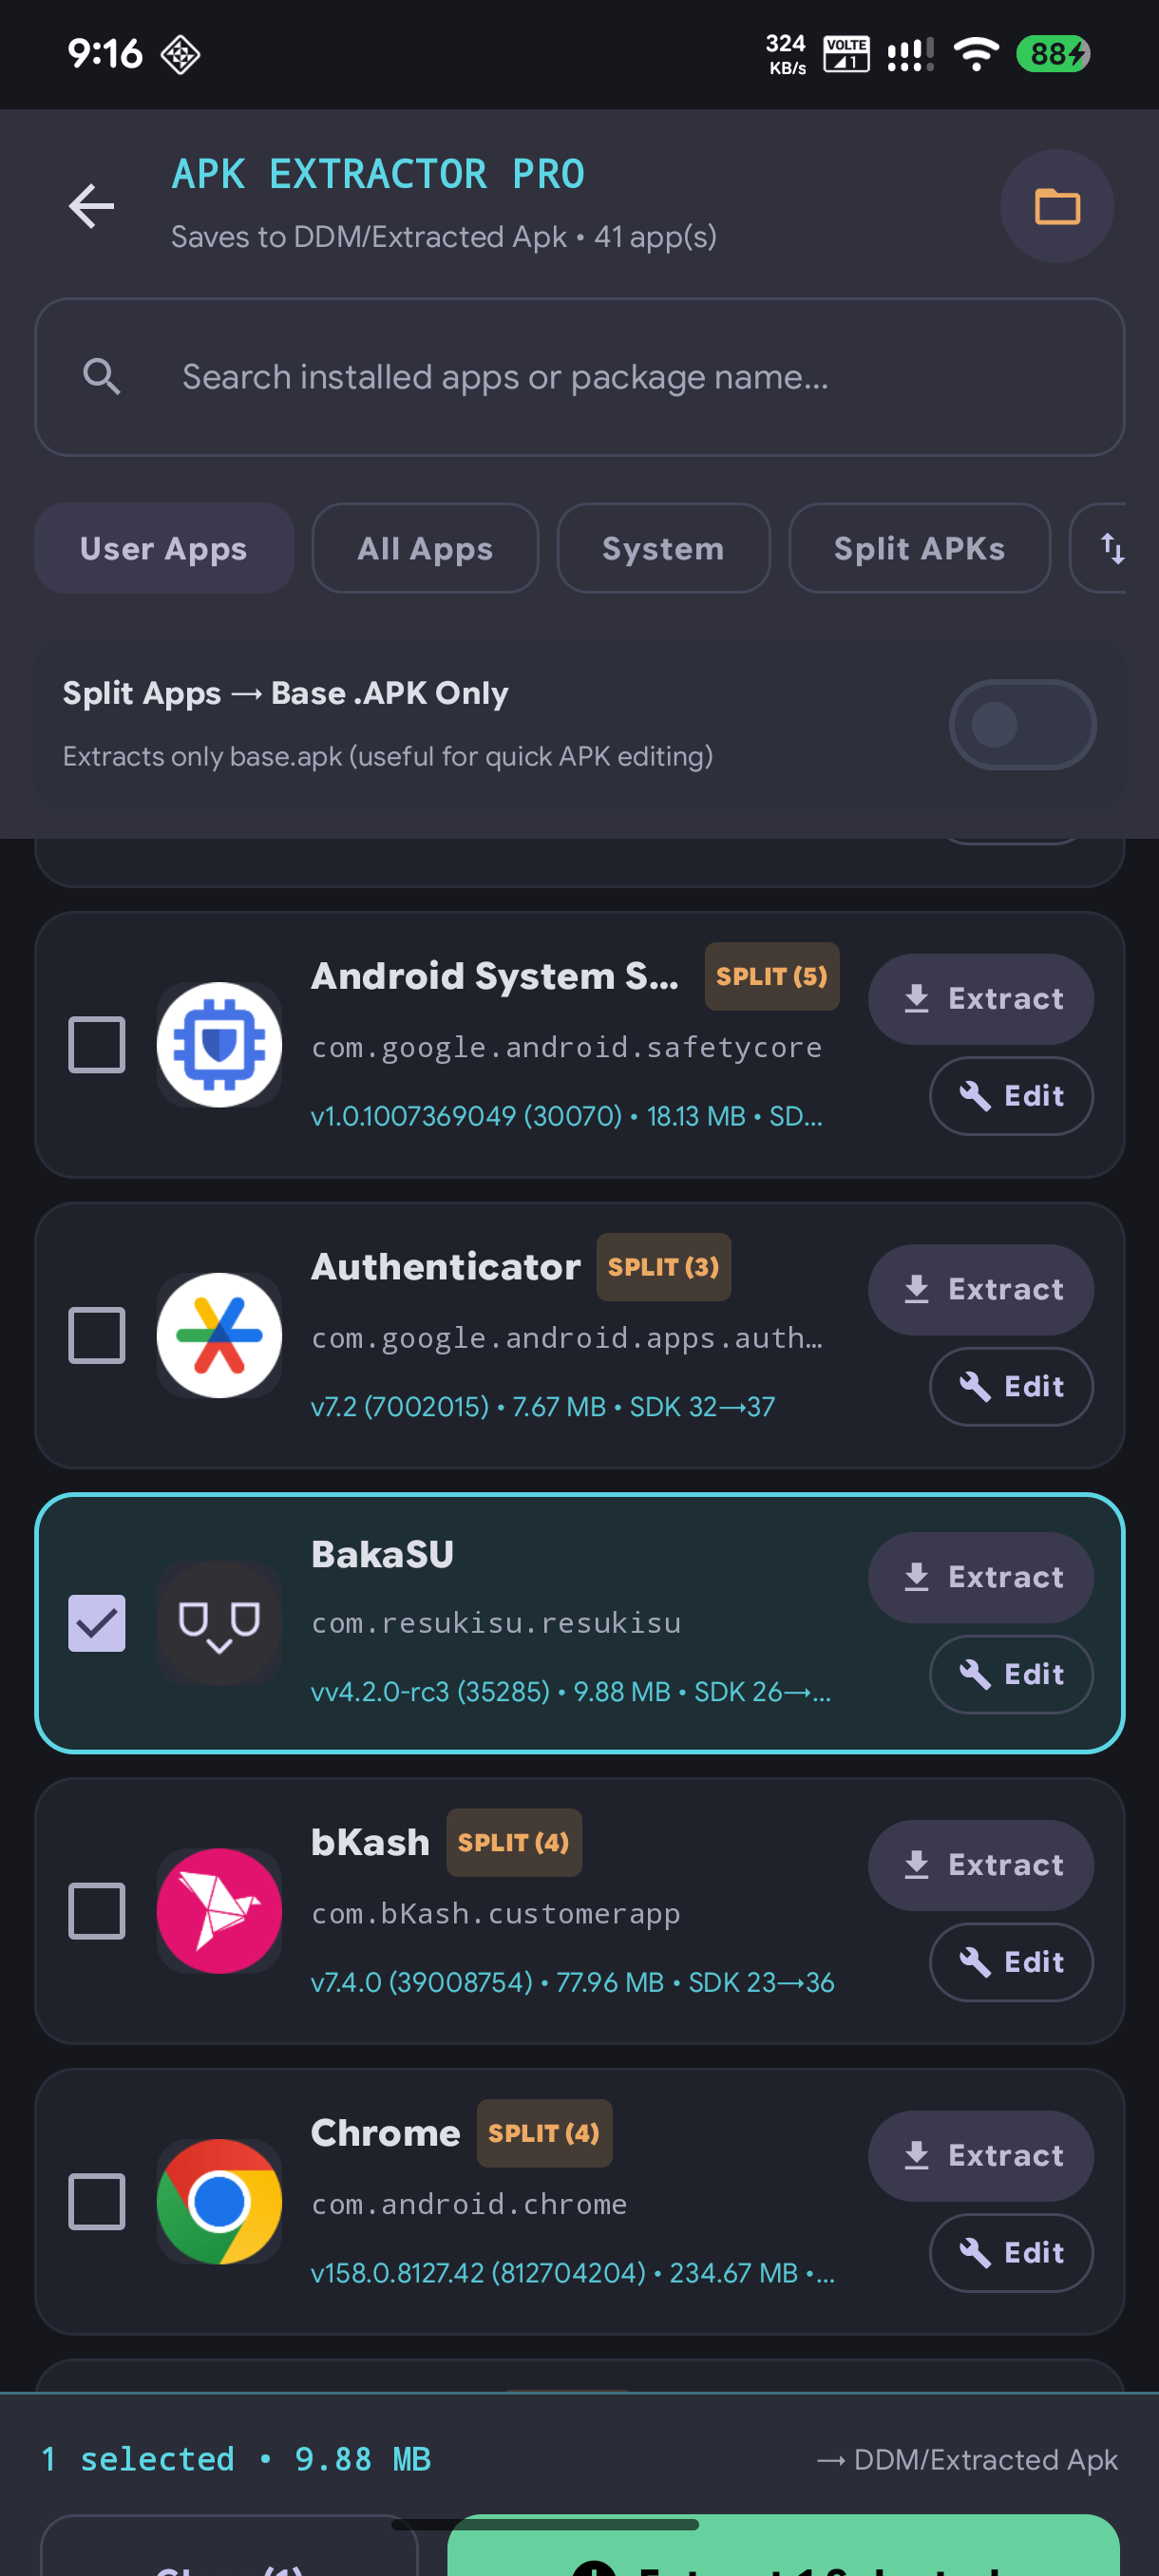 9:16
324
KB/s
VOLTE
1
88
APK EXTRACTOR PRO
Saves to DDM/Extracted Apk • 41 app(s)
Search installed apps or package name...
User Apps
All Apps
System
Split APKs
Split Apps → Base .APK Only
Extracts only base.apk (useful for quick APK editing)
Android System S...
SPLIT (5)
Extract
com.google.android.safetycore
Edit
v1.0.1007369049 (30070) • 18.13 MB • SD...
Authenticator
SPLIT (3)
Extract
com.google.android.apps.auth...
Edit
v7.2 (7002015) • 7.67 MB • SDK 32→37
BakaSU
Extract
com.resukisu.resukisu
Edit
vv4.2.0-rc3 (35285) • 9.88 MB • SDK 26→...
bKash
SPLIT (4)
Extract
com.bKash.customerapp
Edit
v7.4.0 (39008754) • 77.96 MB • SDK 23→36
Chrome
SPLIT (4)
Extract
com.android.chrome
Edit
v158.0.8127.42 (812704204) • 234.67 MB •...
1 selected • 9.88 MB
→ DDM/Extracted Apk